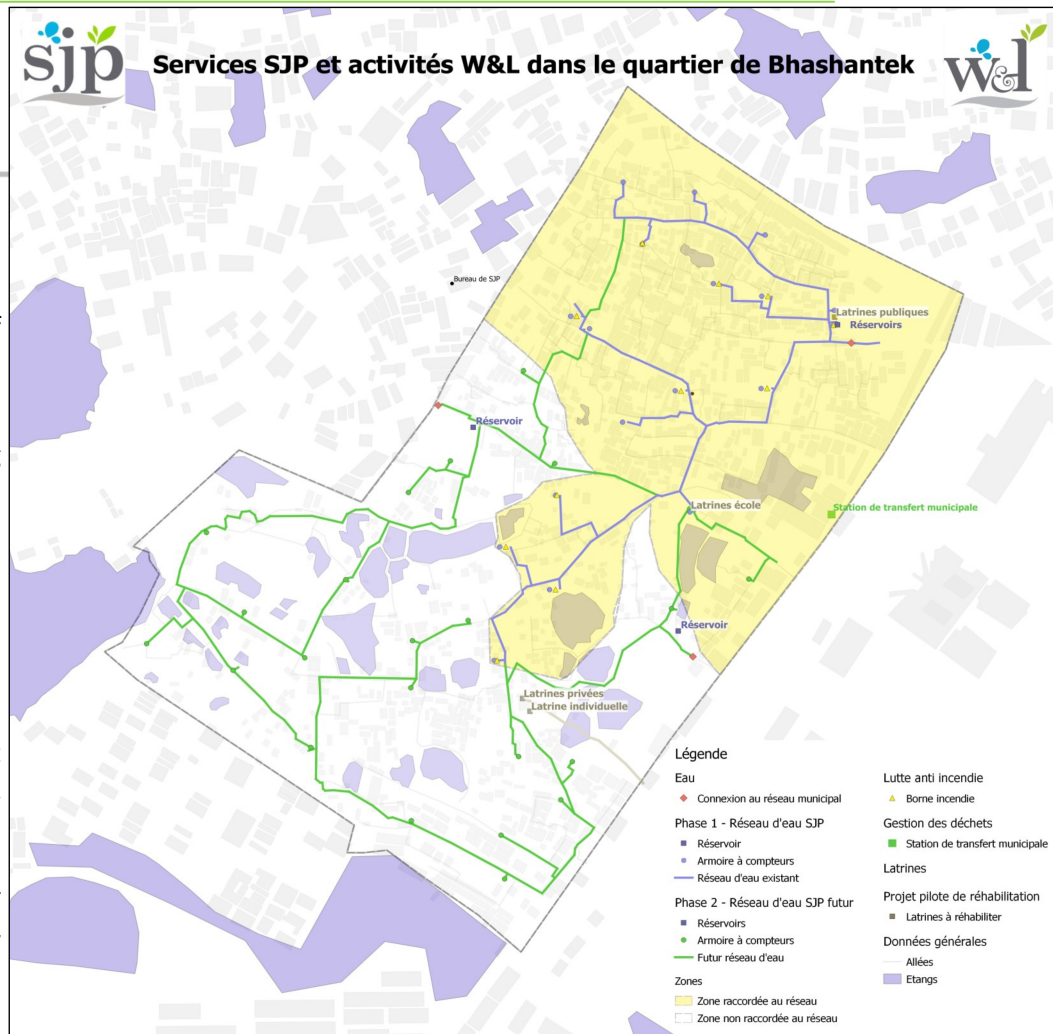 sjp
Services SJP et activités W&L dans le quartier de Bhashantek
w&l
Bureau de SJP
Latrines publiques
Réservoirs
Réservoir
Latrines école
Station de transfert municipale
Réservoir
Latrines privées
Latrine individuelle
Légende
Eau
Connexion au réseau municipal
Phase 1 - Réseau d'eau SJP
Réservoir
Armoire à compteurs
Réseau d'eau existant
Phase 2 - Réseau d'eau SJP futur
Réservoirs
Armoire à compteurs
Futur réseau d'eau
Zones
Zone raccordée au réseau
Zone non raccordée au réseau
Lutte anti incendie
Borne incendie
Gestion des déchets
Station de transfert municipale
Latrines
Projet pilote de réhabilitation
Latrines à réhabiliter
Données générales
Allées
Etangs